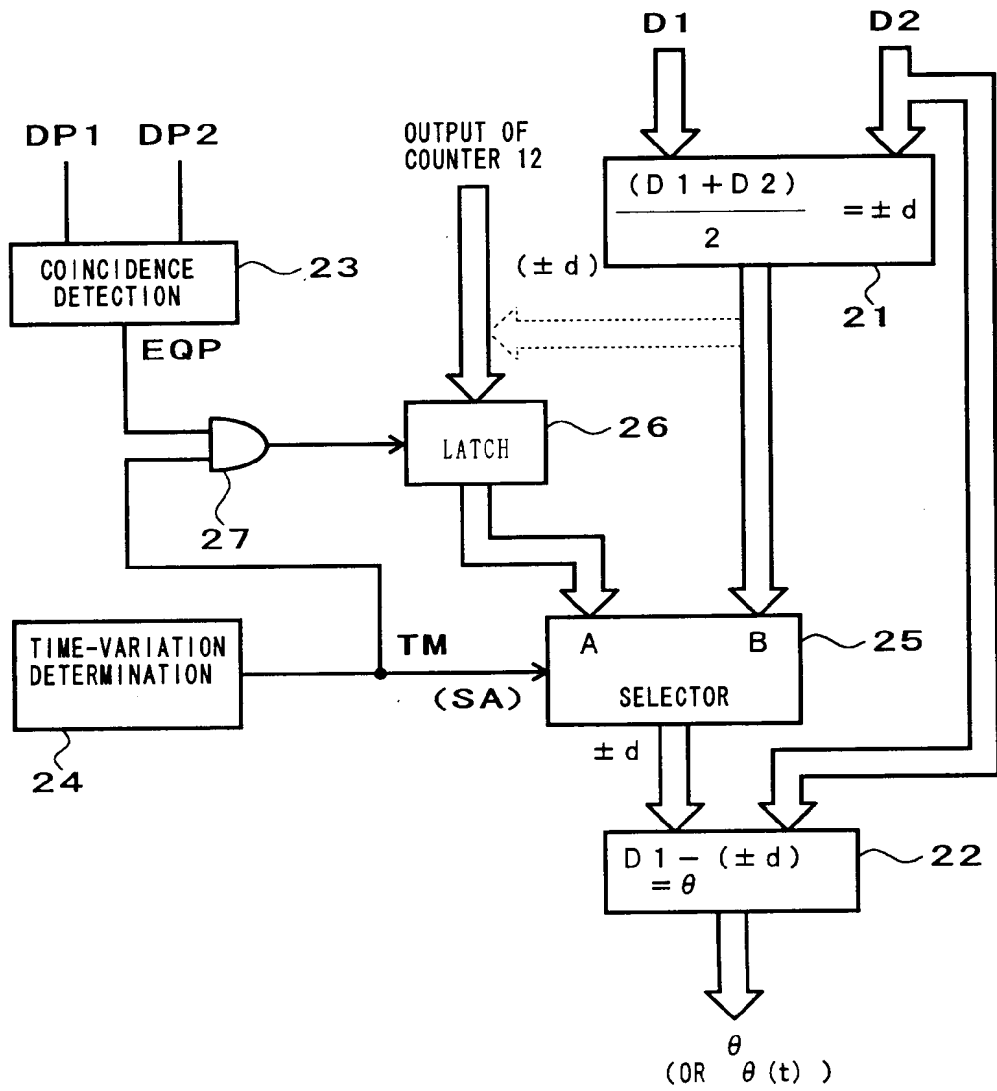 D1 D2
DP1 DP2
OUTPUT OF
COUNTER 12
(D1+D2)
2
=±d
21
COINCIDENCE
DETECTION
23
(±d)
EQP
LATCH
26
27
TIME-VARIATION
DETERMINATION
24
TM
(SA)
A B
SELECTOR
25
±d
D1-(±d)
=θ
22
θ
(OR θ(t))